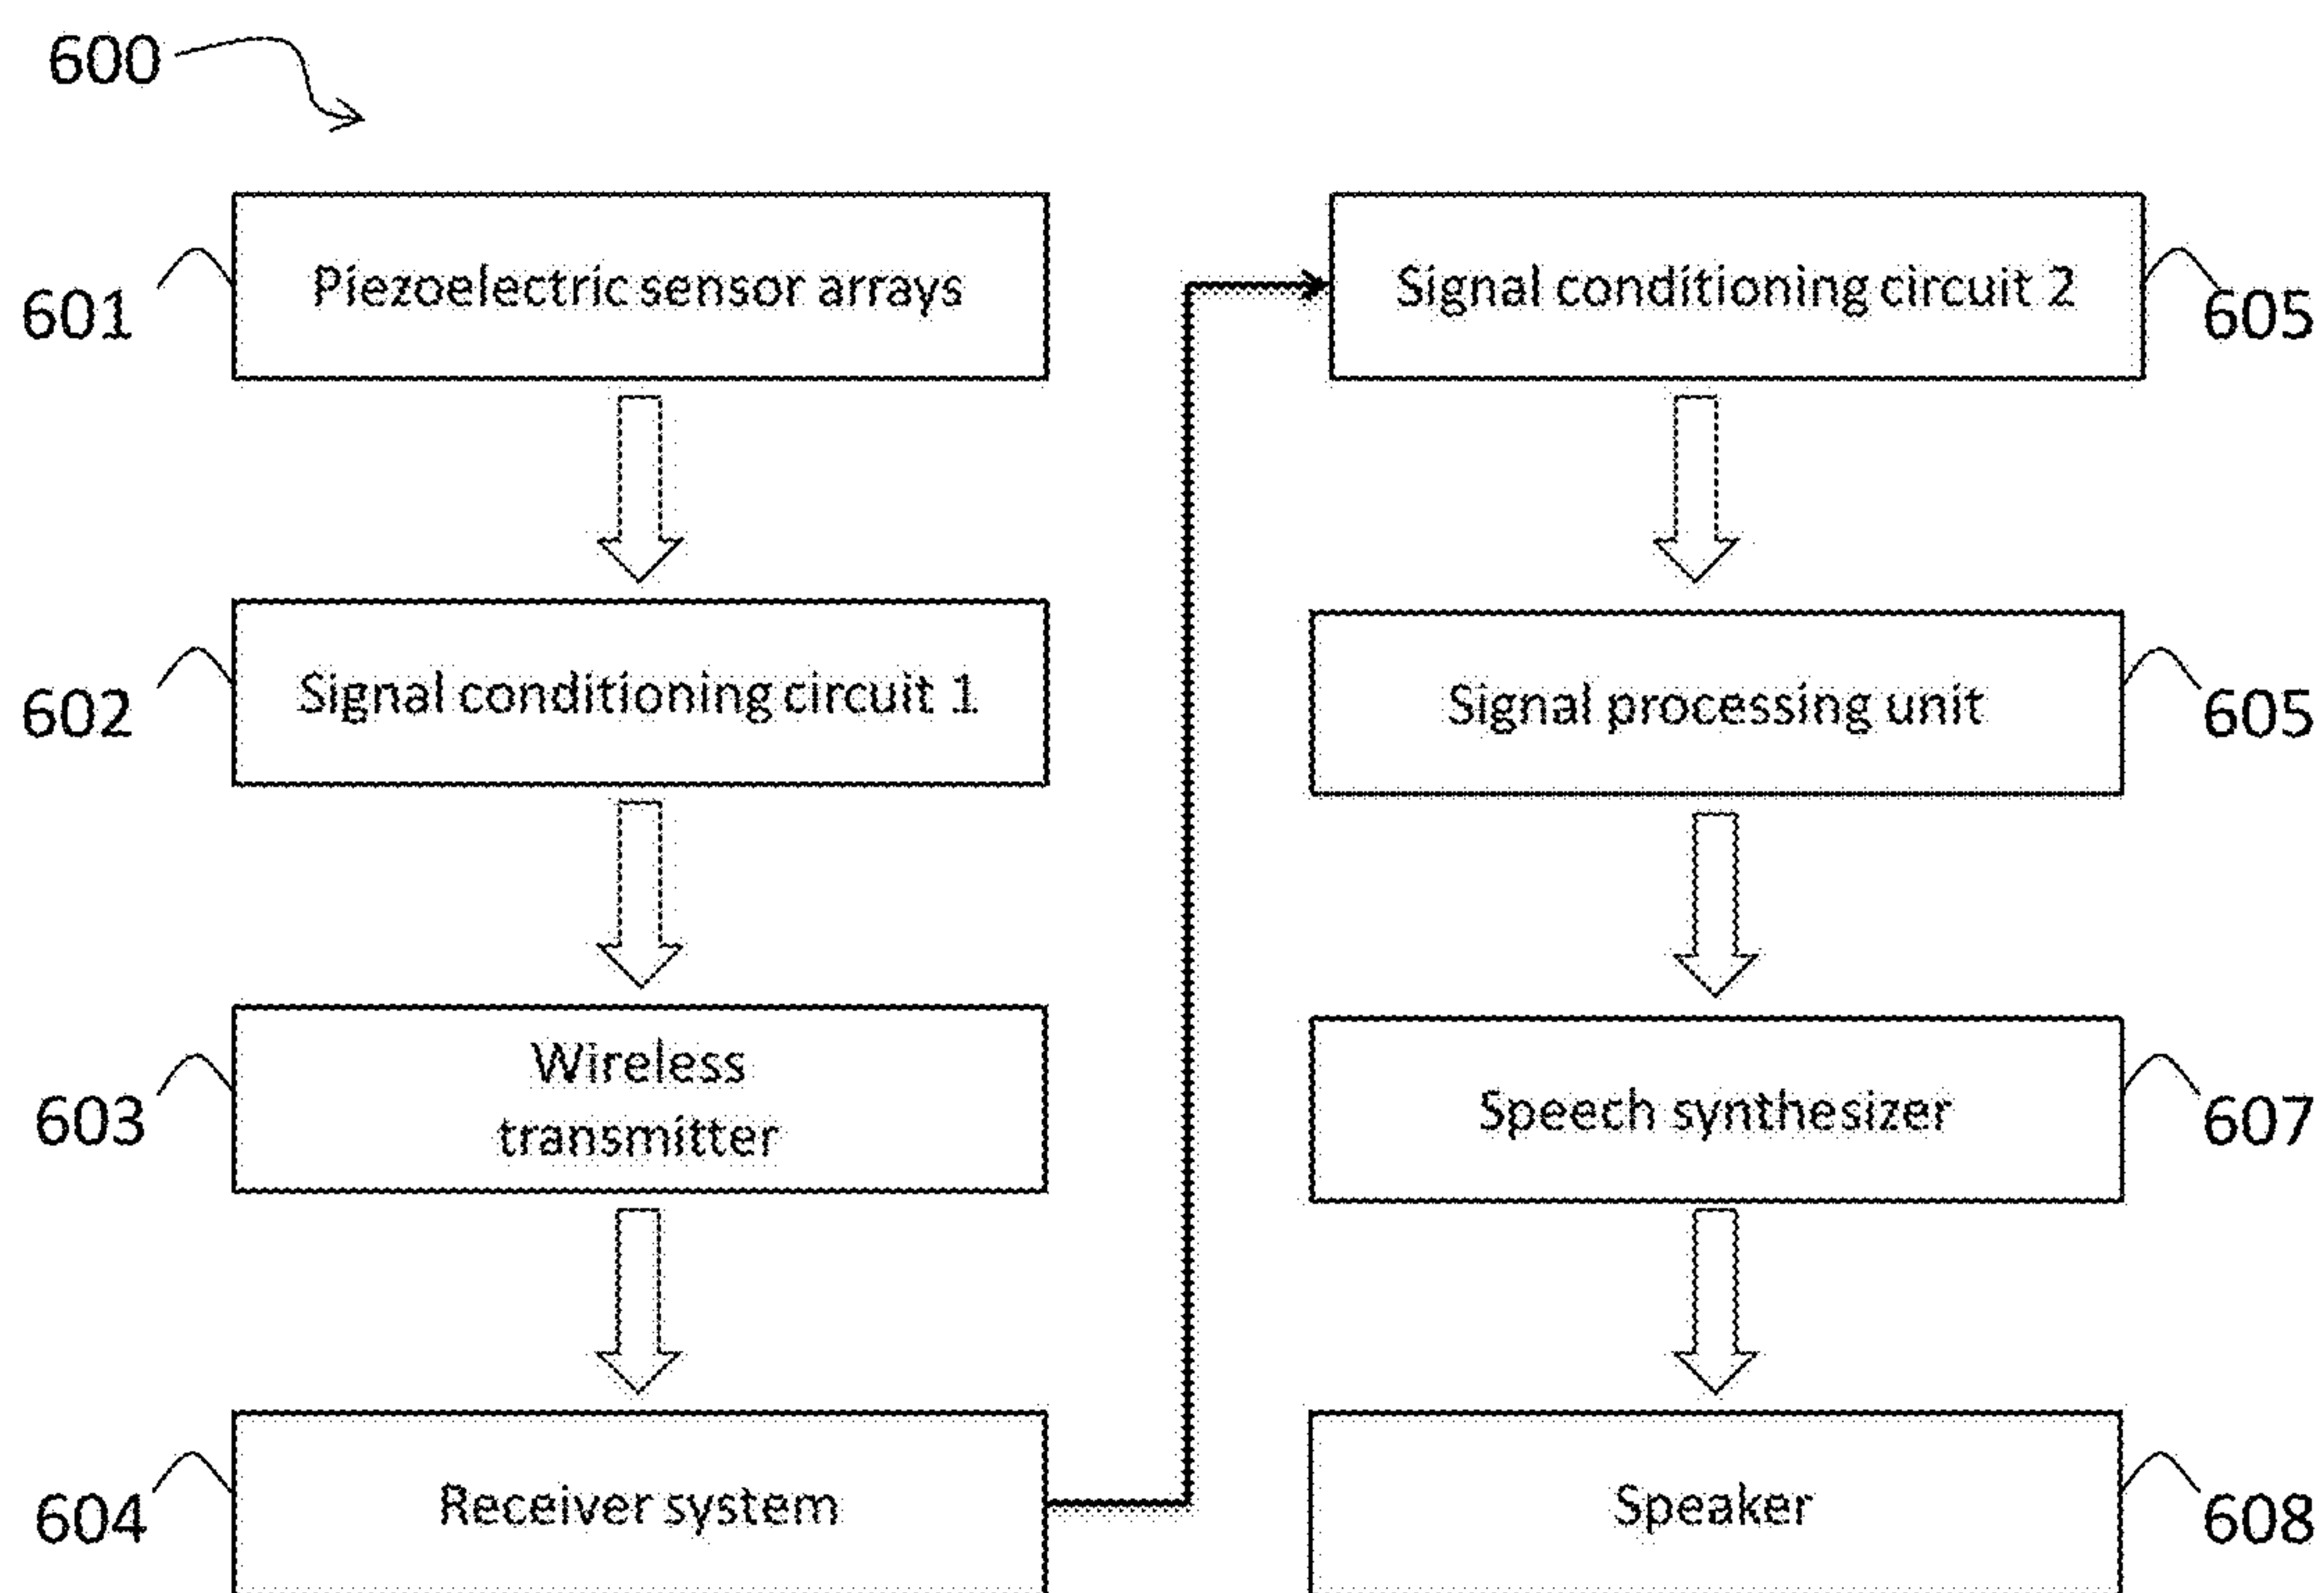 600
601
Piezoelectric sensor arrays
602
Signal conditioning circuit 1
603
Wireless
transmitter
604
Receiver system
Signal conditioning circuit 2
605
Signal processing unit
605
Speech synthesizer
607
Speaker
608